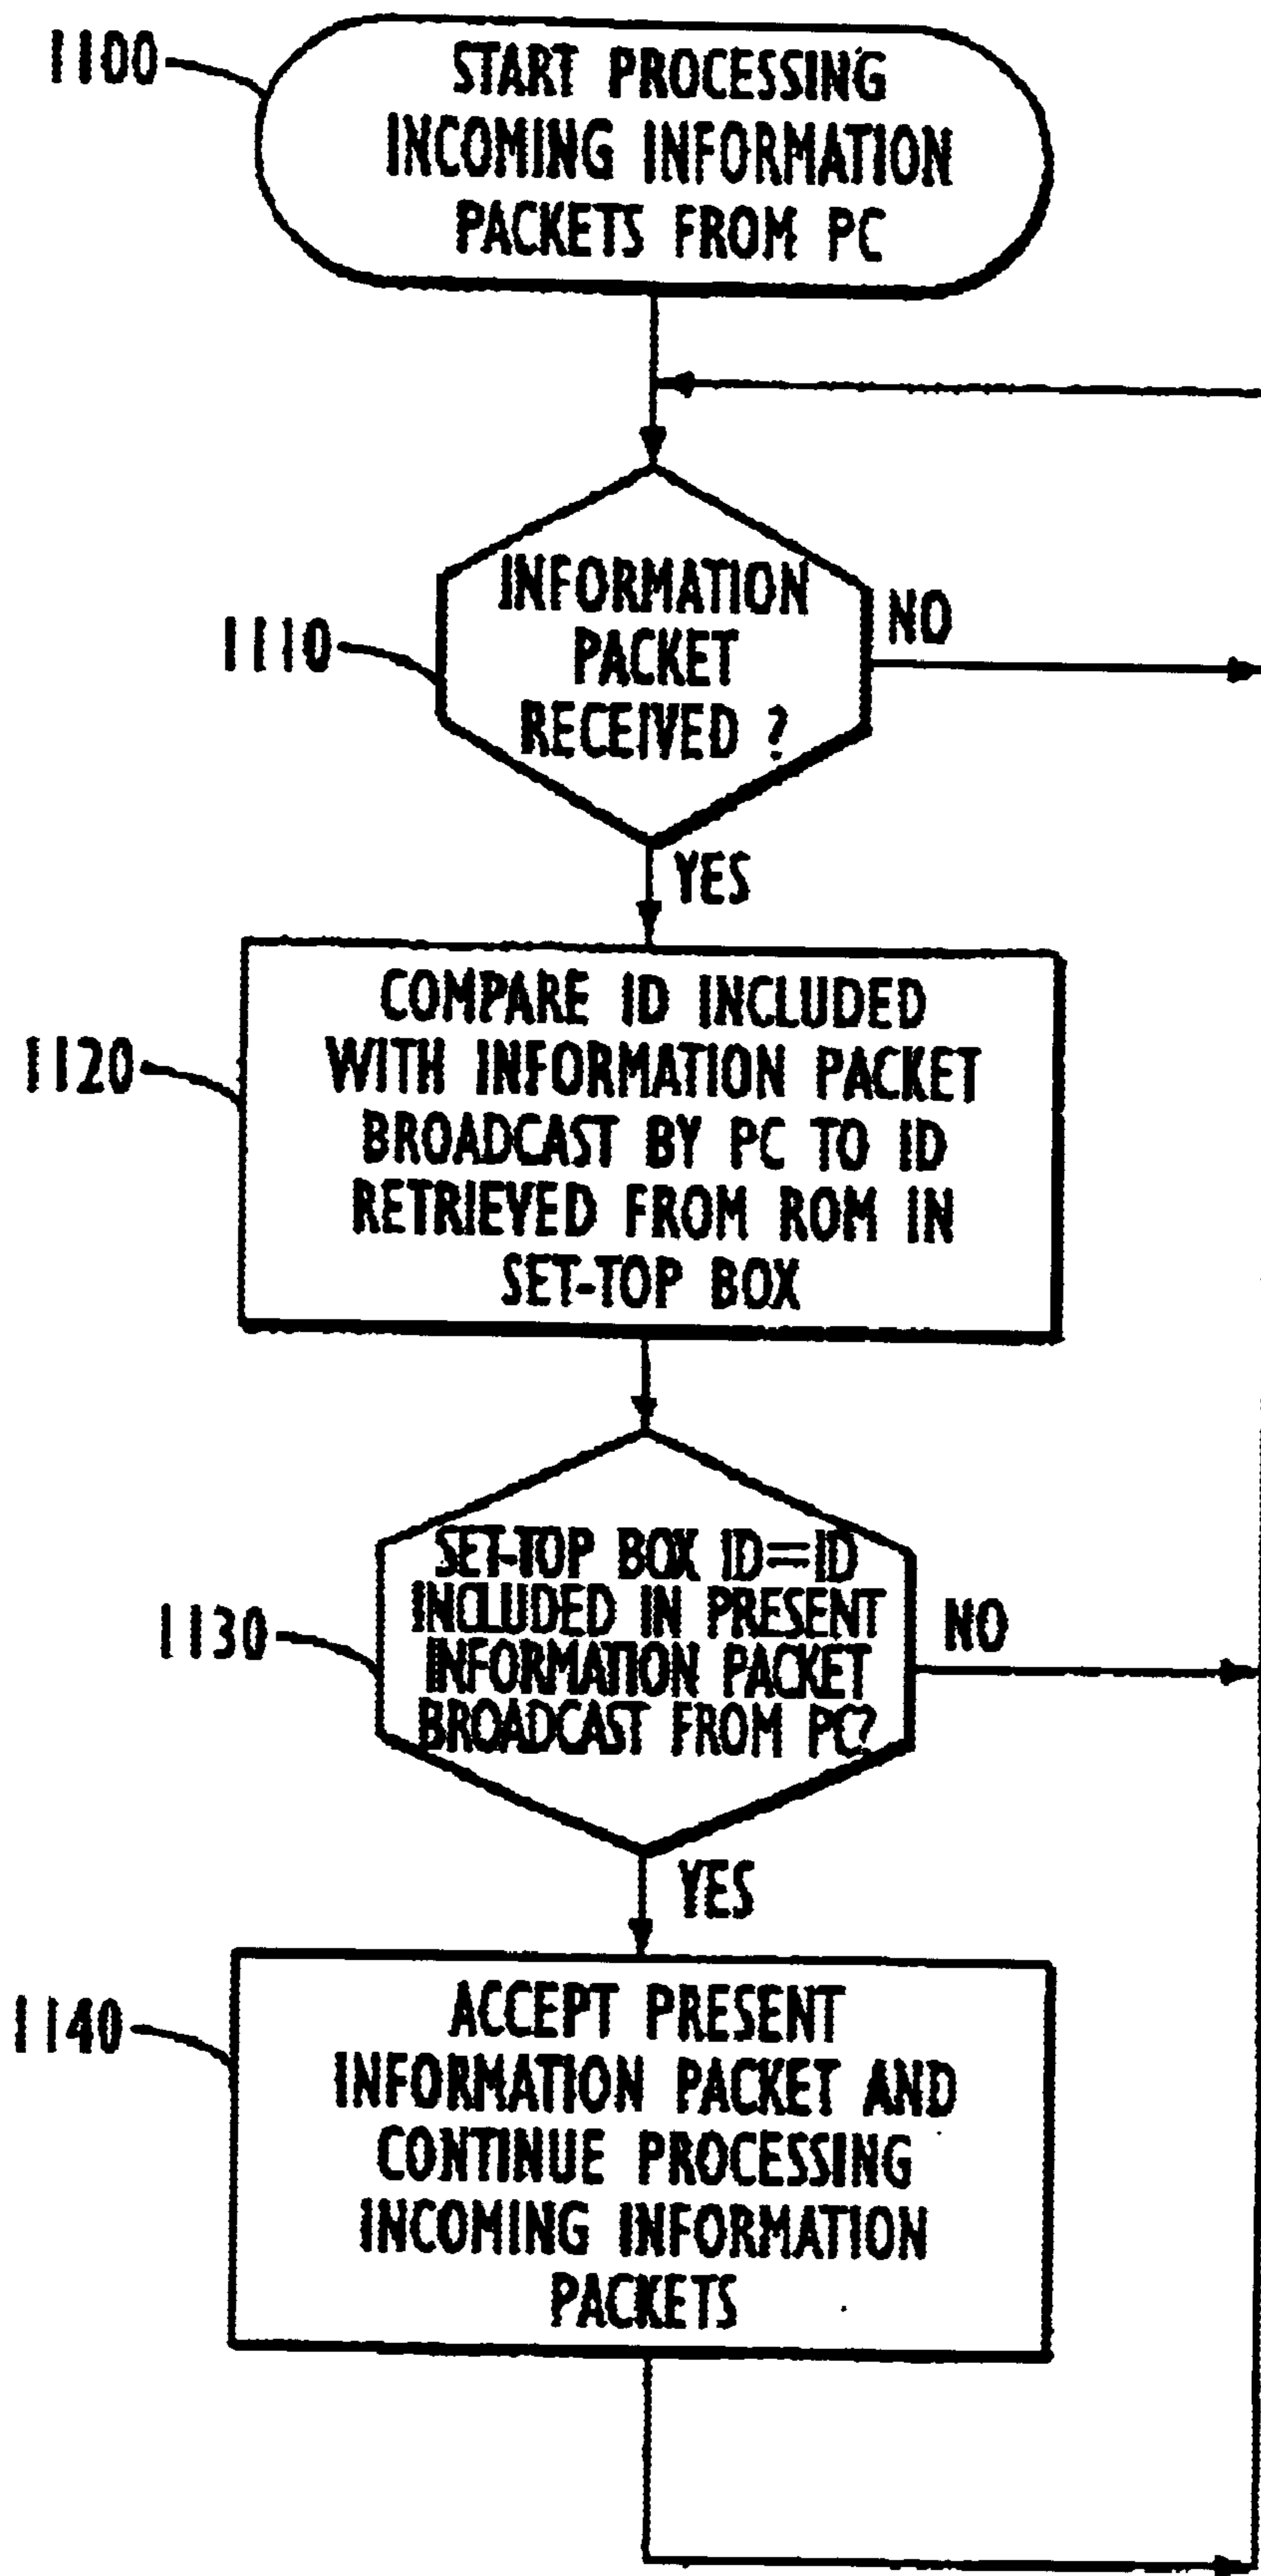 1100
START PROCESSING
INCOMING INFORMATION
PACKETS FROM PC
1110
INFORMATION
PACKET
RECEIVED ?
NO
YES
1120
COMPARE ID INCLUDED
WITH INFORMATION PACKET
BROADCAST BY PC TO ID
RETRIEVED FROM ROM IN
SET-TOP BOX
1130
SET-TOP BOX ID=ID
INCLUDED IN PRESENT
INFORMATION PACKET
BROADCAST FROM PC?
NO
YES
1140
ACCEPT PRESENT
INFORMATION PACKET AND
CONTINUE PROCESSING
INCOMING INFORMATION
PACKETS